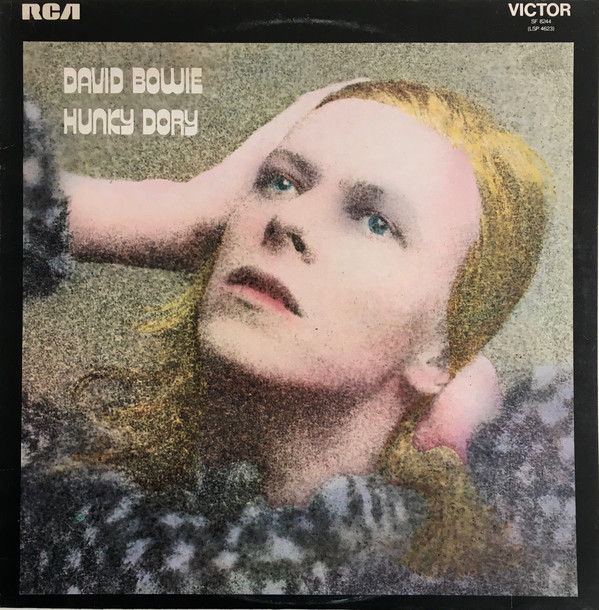 RCA
VICTOR
SF 8244
(LSP 4623)
DAVID BOWIE
HUNKY DORY